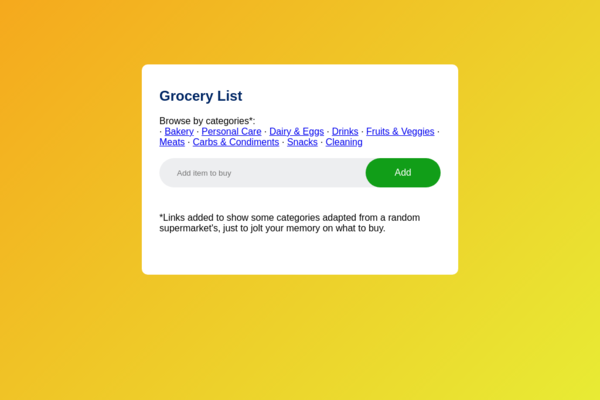 Grocery List
Browse by categories*:
· Bakery · Personal Care · Dairy & Eggs · Drinks · Fruits & Veggies ·
Meats · Carbs & Condiments · Snacks · Cleaning
Add item to buy
Add
*Links added to show some categories adapted from a random
supermarket's, just to jolt your memory on what to buy.